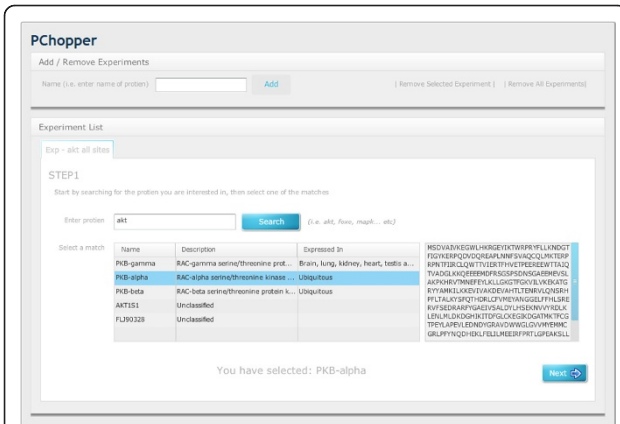 PChopper
Add / Remove Experiments
Name (i.e. enter name of protien) Add | Remove Selected Experiment | | Remove All Experiments|
Experiment List
Exp - akt all sites
STEP1
Start by searching for the protien you are interested in, then select one of the matches
Enter protien akt Search (i.e. akt, foxo, mapk... etc)
Select a match
Name Description Expressed In
PKB-gamma RAC-gamma serine/threonine prot... Brain, lung, kidney, heart, testis a...
PKB-alpha RAC-alpha serine/threonine kinase ... Ubiquitous
PKB-beta RAC-beta serine/threonine protein k... Ubiquitous
AKT1S1 Unclassified
FLJ90328 Unclassified
MSDVAIVKEGWLHKRGEYIKTWRPRYFLLKNDGT
FIGYKERPQDVDQREAPLNNFSVAQCQLMKTERP
RPNTFIIRCLQWTTVIERTFHVETPEEREEWTTAIQ
TVADGLKKQEEEEMDFRSGSPSDNSGAEEMEVSL
AKPKHRVTMNEFEYLKLLGKGTFGKVILVKEKATG
RYYAMKILKKEVIVAKDEVAHTLTENRVLQNSRH
PFLTALKYSFQTHDRLCFVMEYANGGELFFHLSRE
RVFSEDRARFYGAEIVSALDYLHSEKNVVYRDLK
LENLMLDKDGHIKITDFGLCKEGIKDGATMKTFCG
TPEYLAPEVLEDNDYGRAVDWWGLGVVMYEMMC
GRLPFYNQDHEKLFELILMEEIRFPRTLGPEAKSLL
You have selected: PKB-alpha
Next